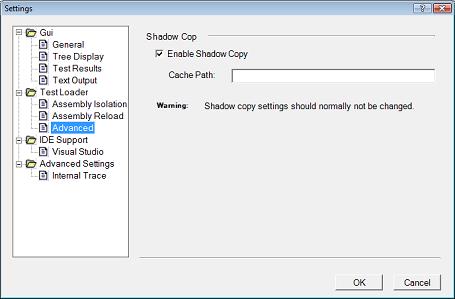 Settings
Gui
General
Tree Display
Test Results
Text Output
Test Loader
Assembly Isolation
Assembly Reload
Advanced
IDE Support
Visual Studio
Advanced Settings
Internal Trace
Shadow Cop
Enable Shadow Copy
Cache Path:
Warning: Shadow copy settings should normally not be changed.
OK Cancel